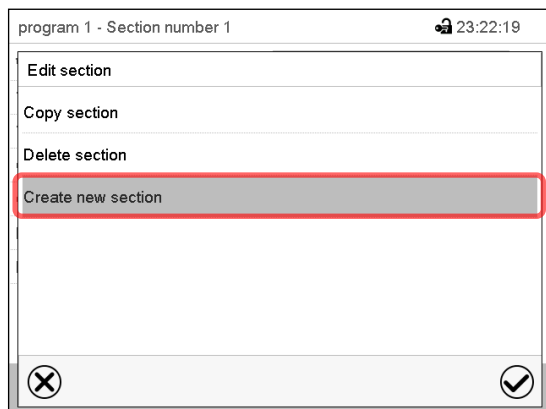 program 1 - Section number 1 23:22:19
Edit section
Copy section
Delete section
Create new section